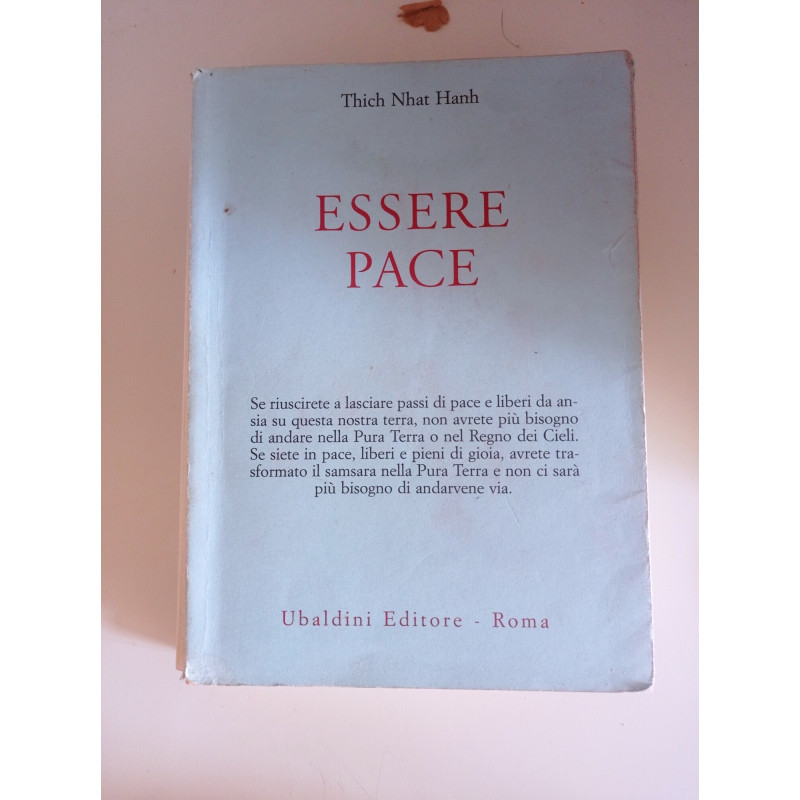 Thich Nhat Hanh
ESSERE
PACE
Se riuscirete a lasciare passi di pace e liberi da an-
sia su questa nostra terra, non avrete più bisogno
di andare nella Pura Terra o nel Regno dei Cieli.
Se siete in pace, liberi e pieni di gioia, avrete tra-
sformato il samsara nella Pura Terra e non ci sarà
più bisogno di andarvene via.
Ubaldini Editore - Roma